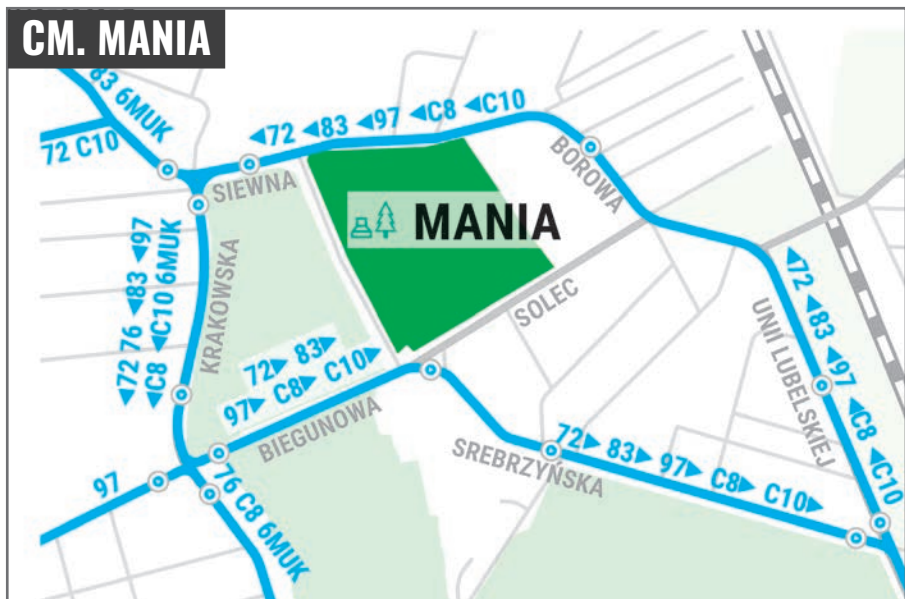 CM. MANIA
83 6MUK
72 C10
◄72 ◄83 ◄97 ◄C8 ◄C10
SIEWNA
BOROWA
MANIA
SOLEC
KRAKOWSKA
◄72 76 ◄83 ◄97
◄C8 ◄C10 6MUK
72► 83►
97► C8► C10►
BIEGUNOWA
UNII LUBELSKIEJ
◄72 ◄83 ◄97 ◄C8 ◄C10
SREBRZYŃSKA
72► 83► 97► C8► C10►
97
76 C8 6MUK